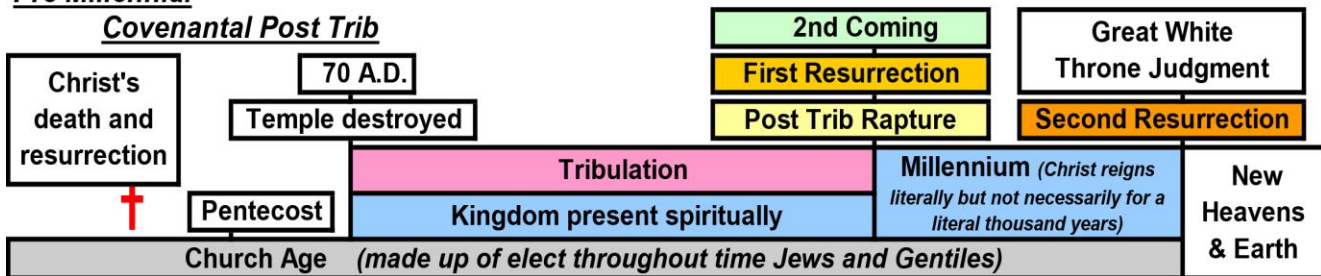 Covenantal Post Trib
2nd Coming
Great White
Throne Judgment
Christ's
death and
resurrection
70 A.D.
First Resurrection
Temple destroyed
Post Trib Rapture
Second Resurrection
Tribulation
Millennium (Christ reigns
literally but not necessarily for a
literal thousand years)
New
Heavens
& Earth
Pentecost
Kingdom present spiritually
Church Age (made up of elect throughout time Jews and Gentiles)